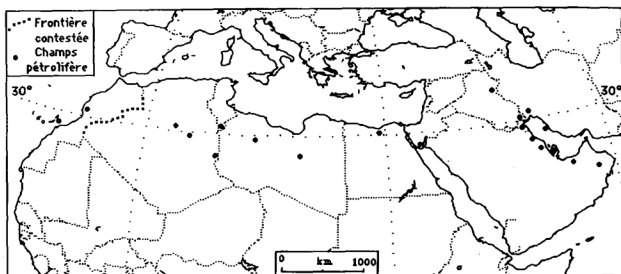 Frontière
contestée
Champs
pétrolifère
30°
30°
0 km 1000